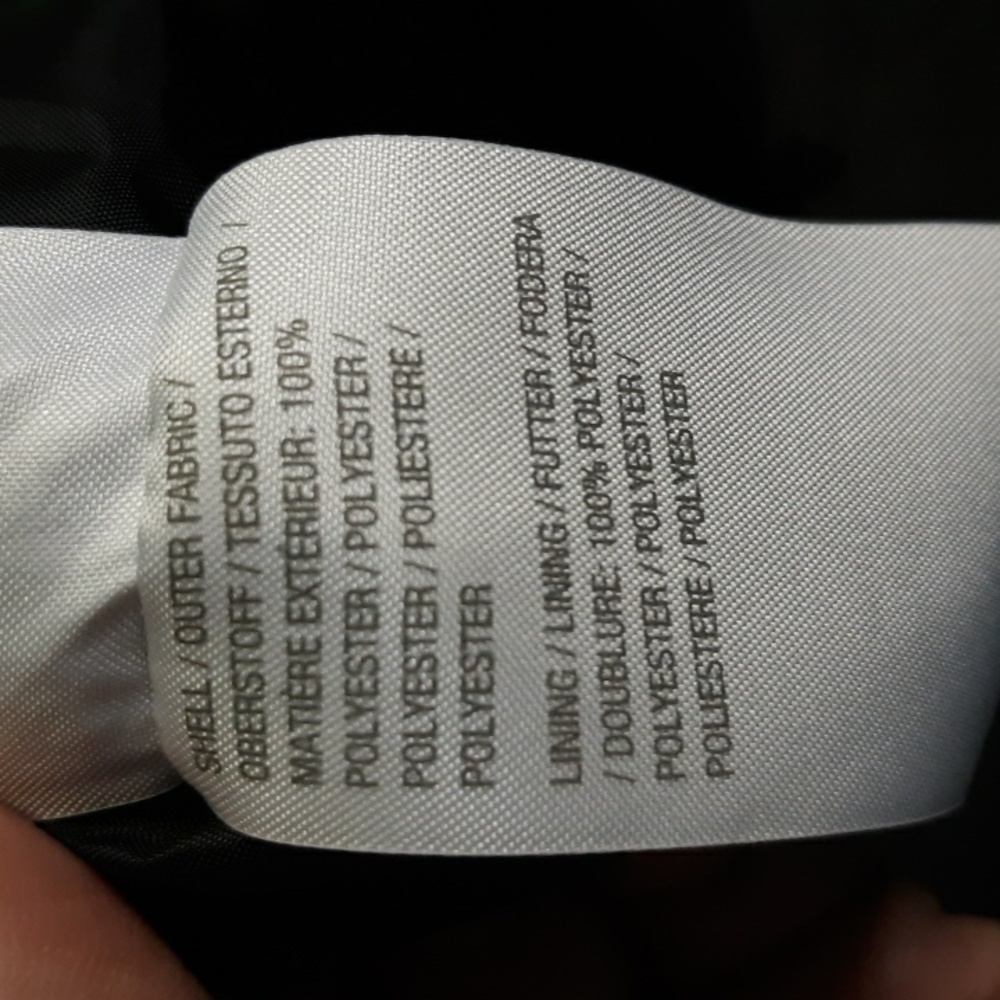 SHELL / OUTER FABRIC /
OBERSTOFF / TESSUTO ESTERNO /
MATIÈRE EXTÉRIEUR: 100%
POLYESTER / POLYESTER /
POLYESTER / POLIESTERE /
POLYESTER
LINING / LINING / FUTTER / FODERA
/ DOUBLURE: 100% POLYESTER /
POLYESTER / POLYESTER /
POLIESTERE / POLYESTER